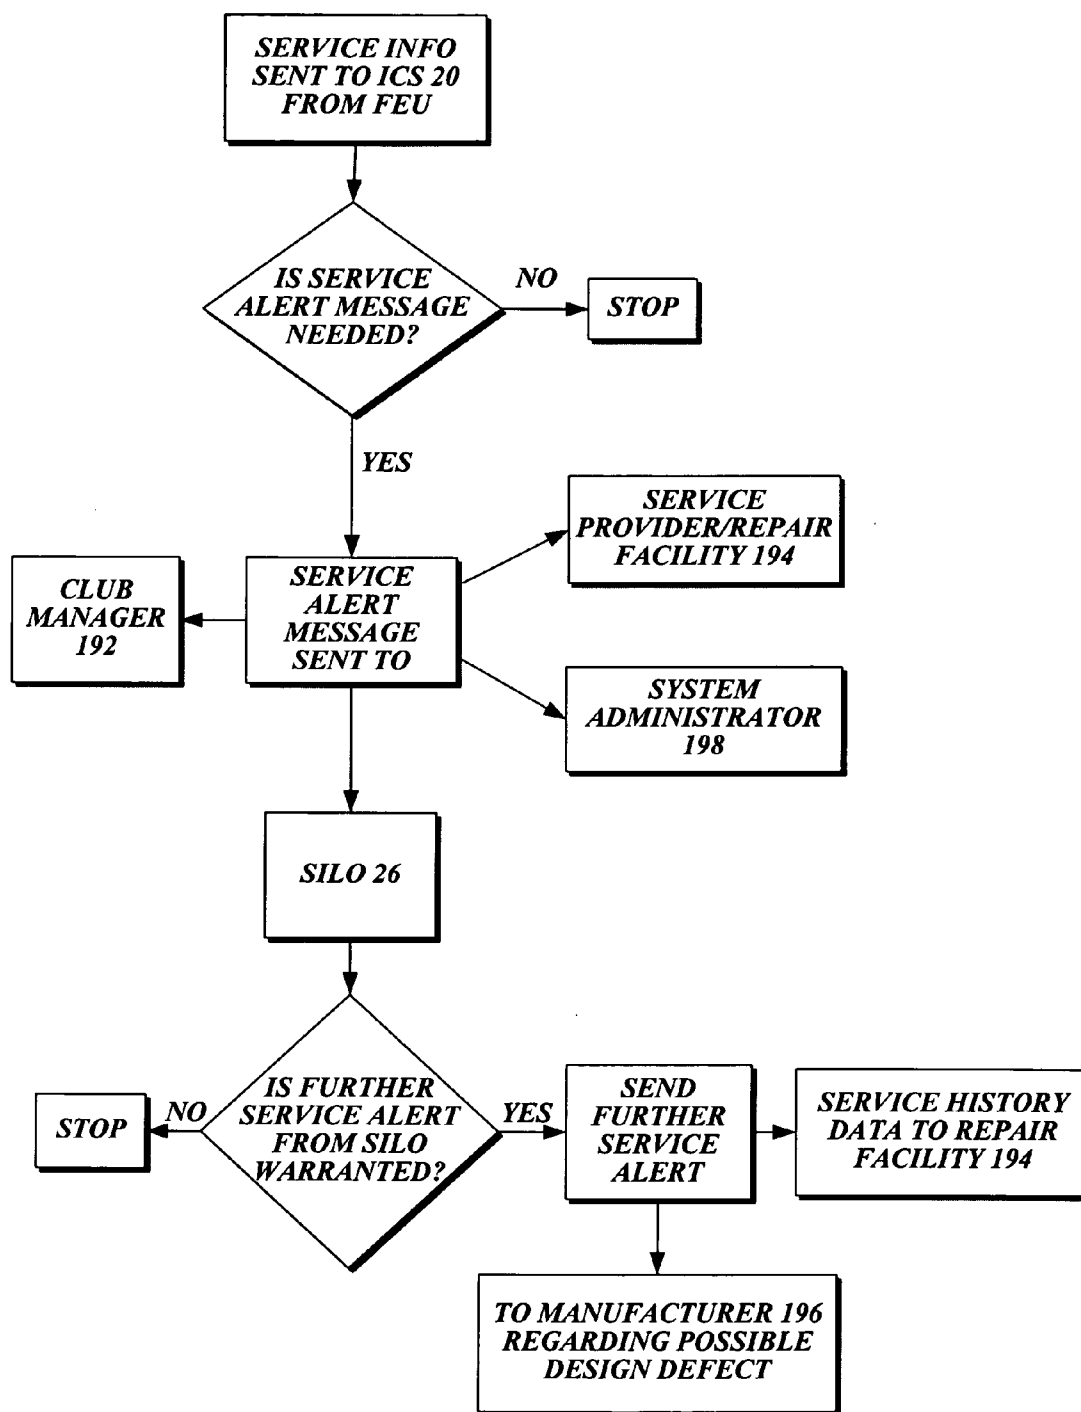 SERVICE INFO
SENT TO ICS 20
FROM FEU
IS SERVICE
ALERT MESSAGE
NEEDED?
NO
STOP
YES
SERVICE
PROVIDER/REPAIR
FACILITY 194
CLUB
MANAGER
192
SERVICE
ALERT
MESSAGE
SENT TO
SYSTEM
ADMINISTRATOR
198
SILO 26
IS FURTHER
SERVICE ALERT
FROM SILO
WARRANTED?
NO
STOP
YES
SEND
FURTHER
SERVICE
ALERT
SERVICE HISTORY
DATA TO REPAIR
FACILITY 194
TO MANUFACTURER 196
REGARDING POSSIBLE
DESIGN DEFECT